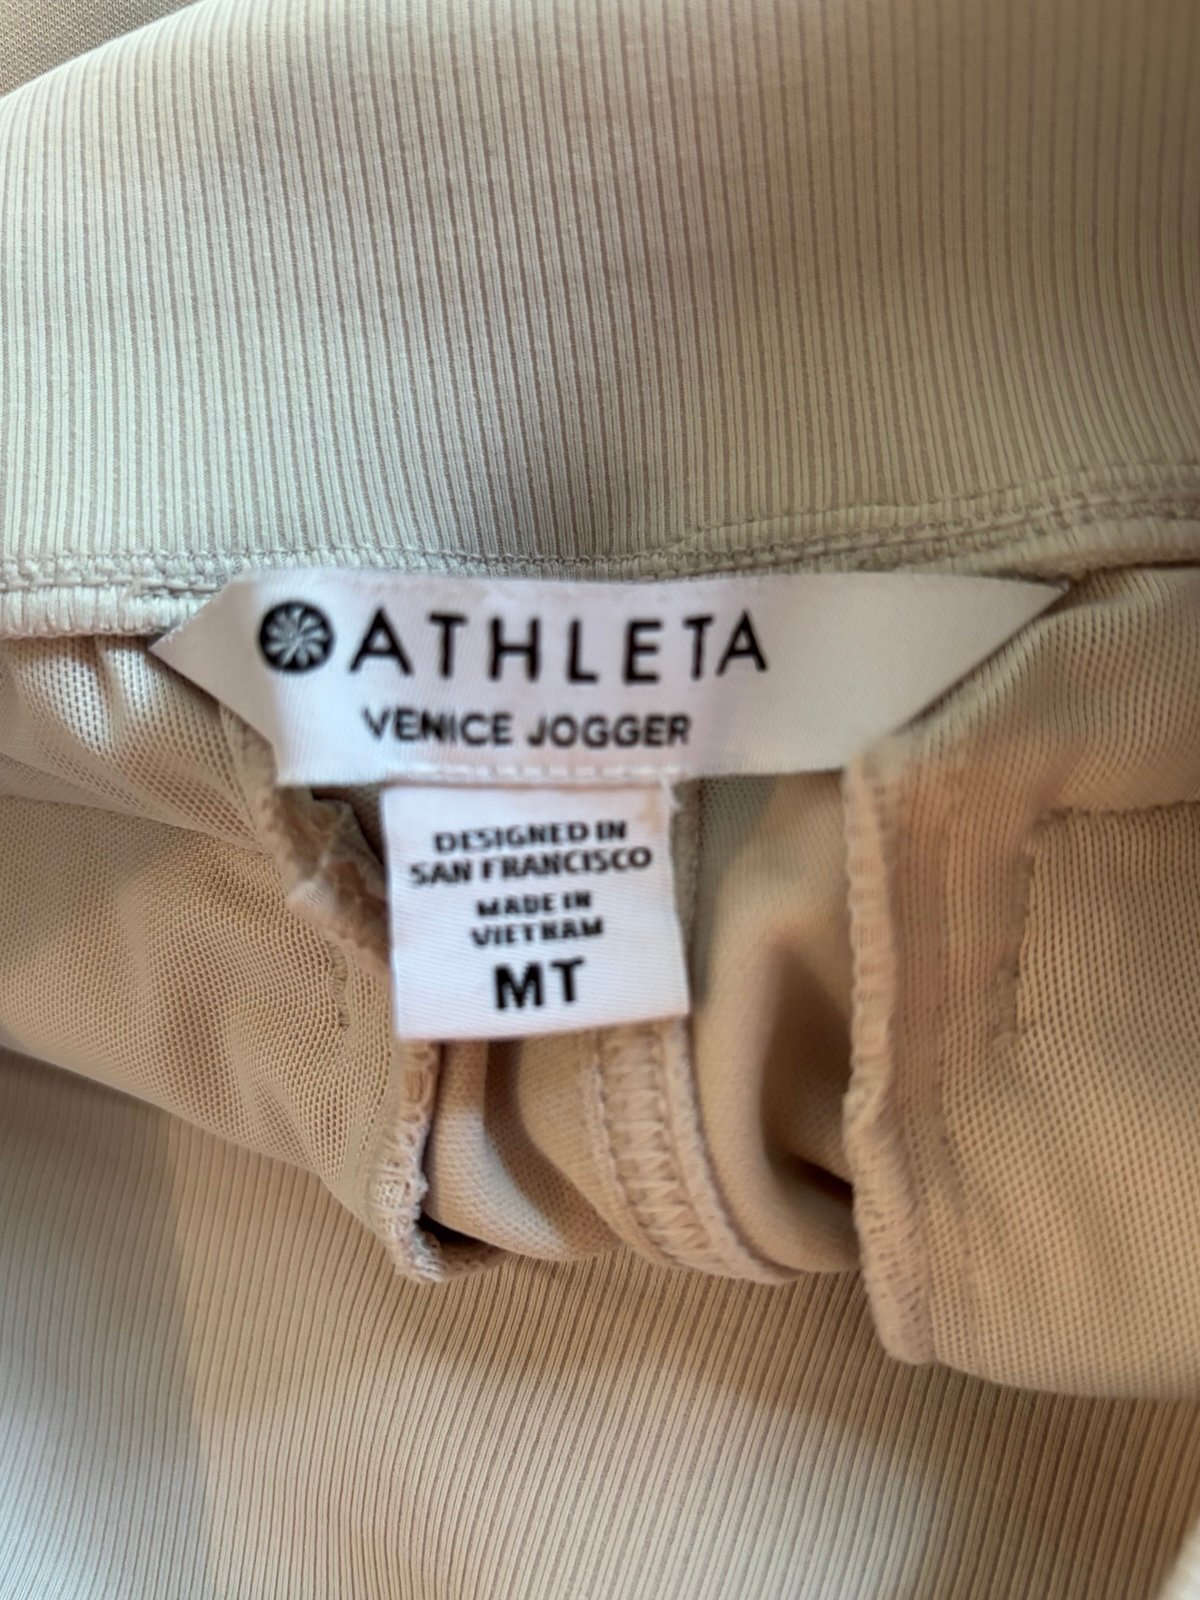 ATHLETA
VENICE JOGGER
DESIGNED IN
SAN FRANCISCO
MADE IN
VIETNAM
MT